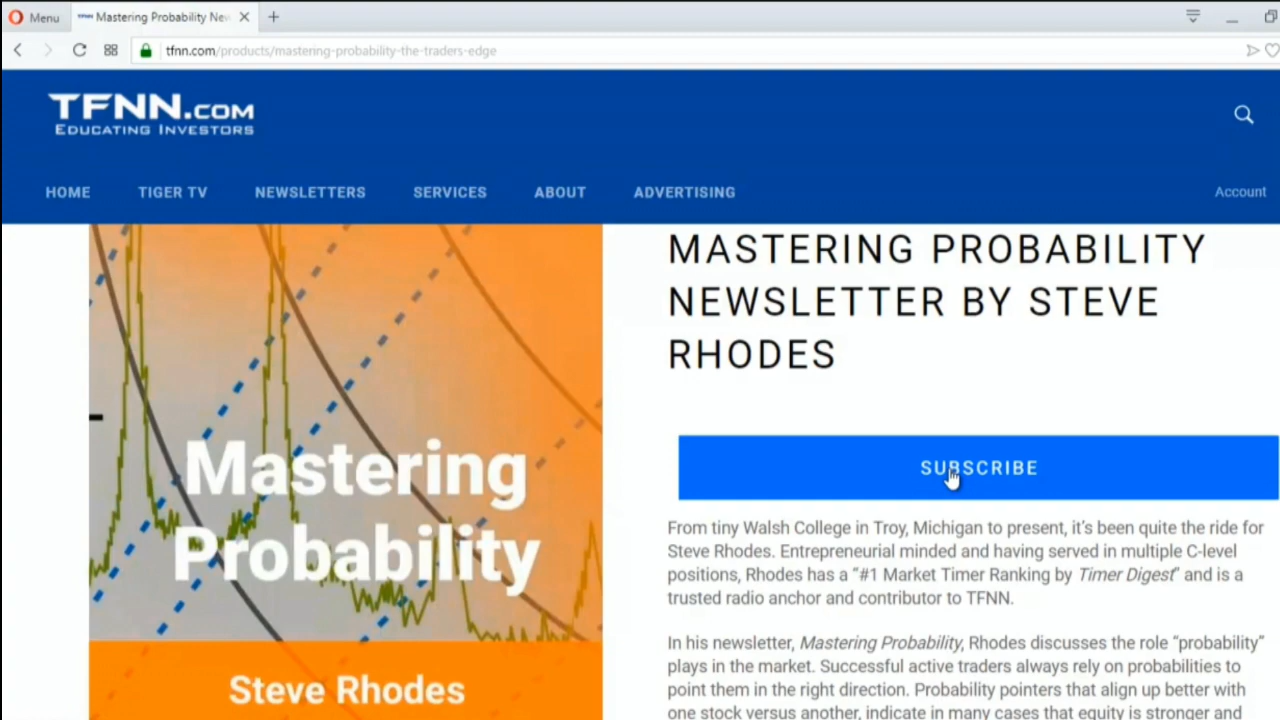 Menu
Mastering Probability Nev
tfnn.com/products/mastering-probability-the-traders-edge
TFNN.COM
EDUCATING INVESTORS
HOME TIGER TV NEWSLETTERS SERVICES ABOUT ADVERTISING
Account
MASTERING PROBABILITY
NEWSLETTER BY STEVE
RHODES
SUBSCRIBE
Mastering
Probability
Steve Rhodes
From tiny Walsh College in Troy, Michigan to present, it's been quite the ride for
Steve Rhodes. Entrepreneurial minded and having served in multiple C-level
positions, Rhodes has a “#1 Market Timer Ranking by Timer Digest” and is a
trusted radio anchor and contributor to TFNN.
In his newsletter, Mastering Probability, Rhodes discusses the role “probability”
plays in the market. Successful active traders always rely on probabilities to
point them in the right direction. Probability pointers that align up better with
one stock versus another, indicate in many cases that equity is stronger and